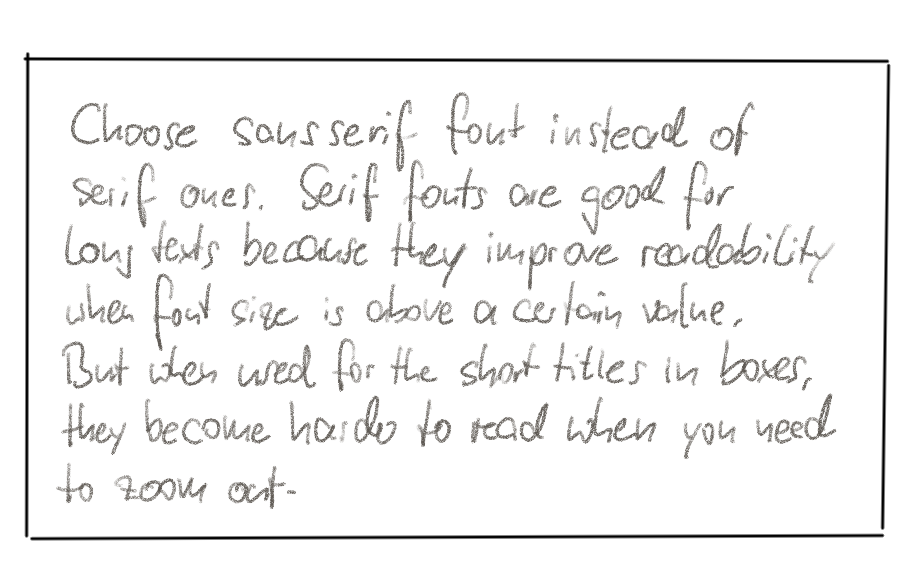 Choose sansserif font instead of
serif ones. Serif fonts are good for
long texts because they improve readability
when font size is above a certain value.
But when used for the short titles in boxes,
they become harder to read when you need
to zoom out.